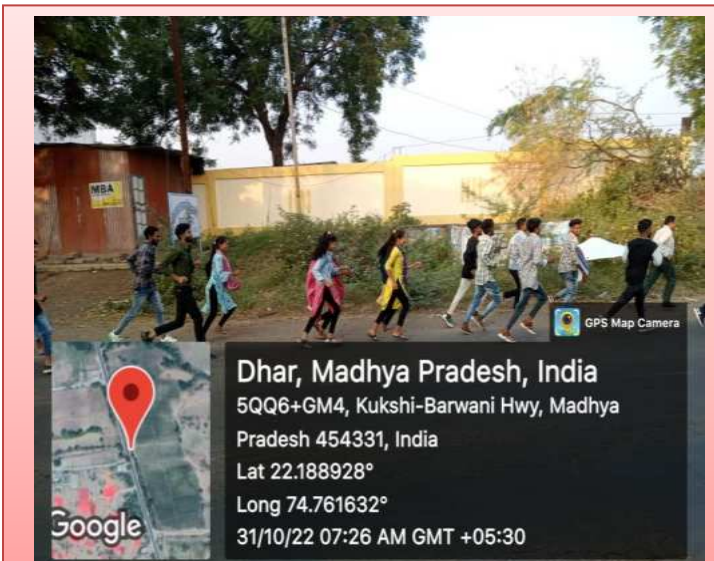 MBA
GPS Map Camera
Dhar, Madhya Pradesh, India
5QQ6+GM4, Kukshi-Barwani Hwy, Madhya
Pradesh 454331, India
Lat 22.188928°
Long 74.761632°
31/10/22 07:26 AM GMT +05:30
Google